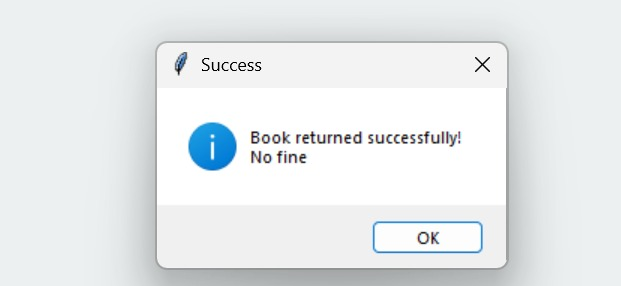 Success
Book returned successfully!
No fine
OK